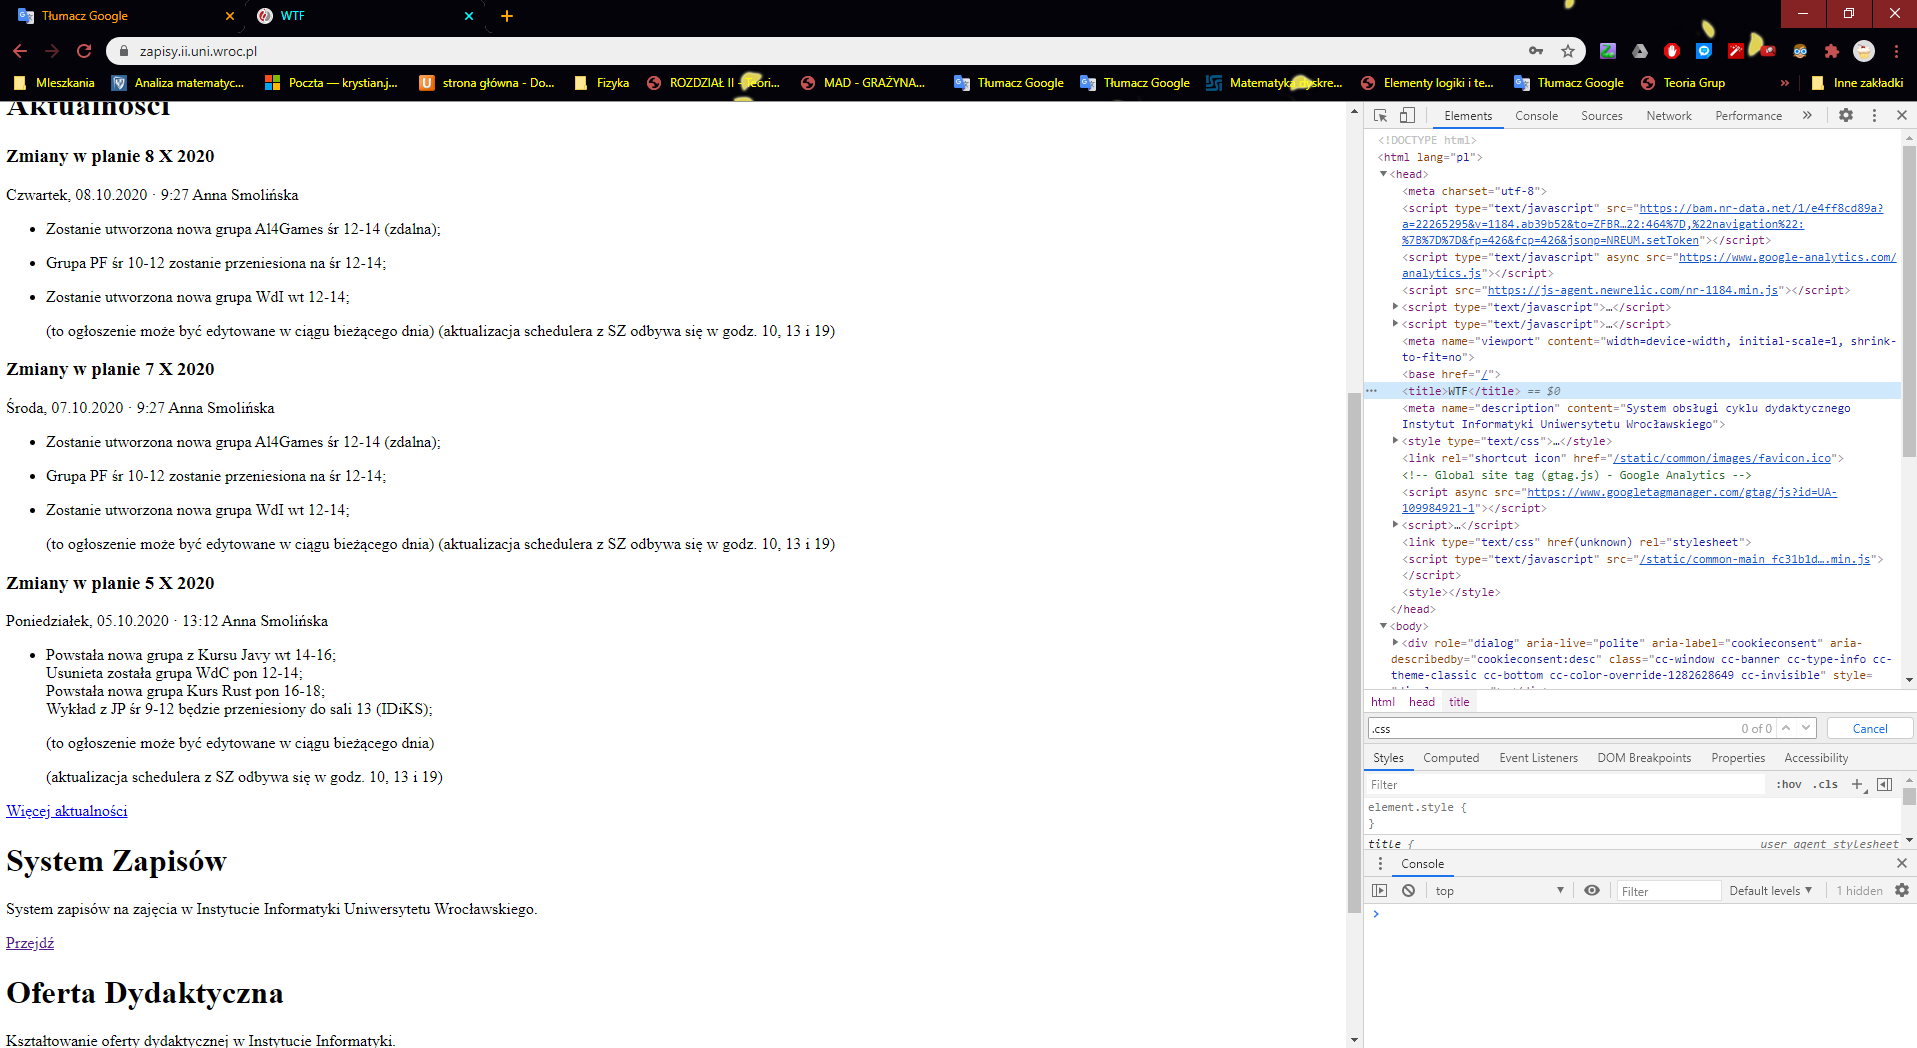 Tłumacz Google
WTF
zapisy.ii.uni.wroc.pl
MIeszkania
Analiza matematyc...
Poczta — krystian.j...
strona główna - Do...
Fizyka
ROZDZIAŁ II - Teori...
MAD - GRAŻYNA...
Tłumacz Google
Tłumacz Google
Matematyka dyskre...
Elementy logiki i te...
Tłumacz Google
Teoria Grup
»
Inne zakładki
Aktualności
Zmiany w planie 8 X 2020
Czwartek, 08.10.2020 · 9:27 Anna Smolińska
• Zostanie utworzona nowa grupa Al4Games śr 12-14 (zdalna);
• Grupa PF śr 10-12 zostanie przeniesiona na śr 12-14;
• Zostanie utworzona nowa grupa WdI wt 12-14;
(to ogłoszenie może być edytowane w ciągu bieżącego dnia) (aktualizacja schedulera z SZ odbywa się w godz. 10, 13 i 19)
Zmiany w planie 7 X 2020
Środa, 07.10.2020 · 9:27 Anna Smolińska
• Zostanie utworzona nowa grupa Al4Games śr 12-14 (zdalna);
• Grupa PF śr 10-12 zostanie przeniesiona na śr 12-14;
• Zostanie utworzona nowa grupa WdI wt 12-14;
(to ogłoszenie może być edytowane w ciągu bieżącego dnia) (aktualizacja schedulera z SZ odbywa się w godz. 10, 13 i 19)
Zmiany w planie 5 X 2020
Poniedziałek, 05.10.2020 · 13:12 Anna Smolińska
• Powstała nowa grupa z Kursu Javy wt 14-16;
Usunieta została grupa WdC pon 12-14;
Powstała nowa grupa Kurs Rust pon 16-18;
Wykład z JP śr 9-12 będzie przeniesiony do sali 13 (IDiKS);
(to ogłoszenie może być edytowane w ciągu bieżącego dnia)
(aktualizacja schedulera z SZ odbywa się w godz. 10, 13 i 19)
Więcej aktualności
System Zapisów
System zapisów na zajęcia w Instytucie Informatyki Uniwersytetu Wrocławskiego.
Przejdź
Oferta Dydaktyczna
Kształtowanie oferty dydaktycznej w Instytucie Informatyki.
Elements Console Sources Network Performance »
<!DOCTYPE html>
<html lang="pl">
<head>
<meta charset="utf-8">
<script type="text/javascript" src="https://bam.nr-data.net/1/e4ff8cd89a?
a=22265295&v=1184.ab39b52&to=ZFBR…22:464%7D,%22navigation%22:
%7B%7D%7D&fp=426&fcp=426&jsonp=NREUM.setToken"></script>
<script type="text/javascript" async src="https://www.google-analytics.com/
analytics.js"></script>
<script src="https://js-agent.newrelic.com/nr-1184.min.js"></script>
<script type="text/javascript">…</script>
<script type="text/javascript">…</script>
<meta name="viewport" content="width=device-width, initial-scale=1, shrink-
to-fit=no">
<base href="/">
<title>WTF</title> == $0
<meta name="description" content="System obsługi cyklu dydaktycznego
Instytut Informatyki Uniwersytetu Wrocławskiego">
<style type="text/css">…</style>
<link rel="shortcut icon" href="/static/common/images/favicon.ico">
<!-- Global site tag (gtag.js) - Google Analytics -->
<script async src="https://www.googletagmanager.com/gtag/js?id=UA-
109984921-1"></script>
<script>…</script>
<link type="text/css" href(unknown) rel="stylesheet">
<script type="text/javascript" src="/static/common-main fc31b1d….min.js">
</script>
<style></style>
</head>
<body>
<div role="dialog" aria-live="polite" aria-label="cookieconsent" aria-
describedby="cookieconsent:desc" class="cc-window cc-banner cc-type-info cc-
theme-classic cc-bottom cc-color-override-1282628649 cc-invisible" style=
html head title
.css 0 of 0 Cancel
Styles Computed Event Listeners DOM Breakpoints Properties Accessibility
Filter :hov .cls +
element.style {
}
title { user agent stylesheet
Console
top Filter Default levels 1 hidden